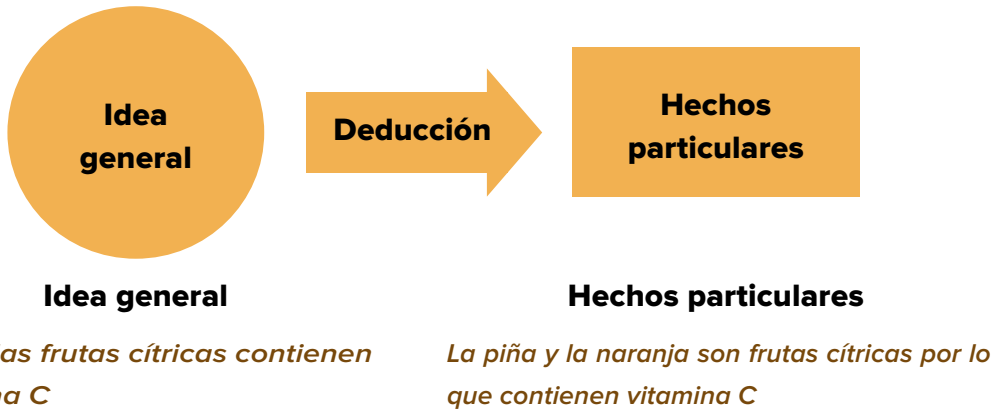 Idea
general
Deducción
Hechos
particulares
Idea general
Hechos particulares
as frutas cítricas contienen
a C
La piña y la naranja son frutas cítricas por lo
que contienen vitamina C